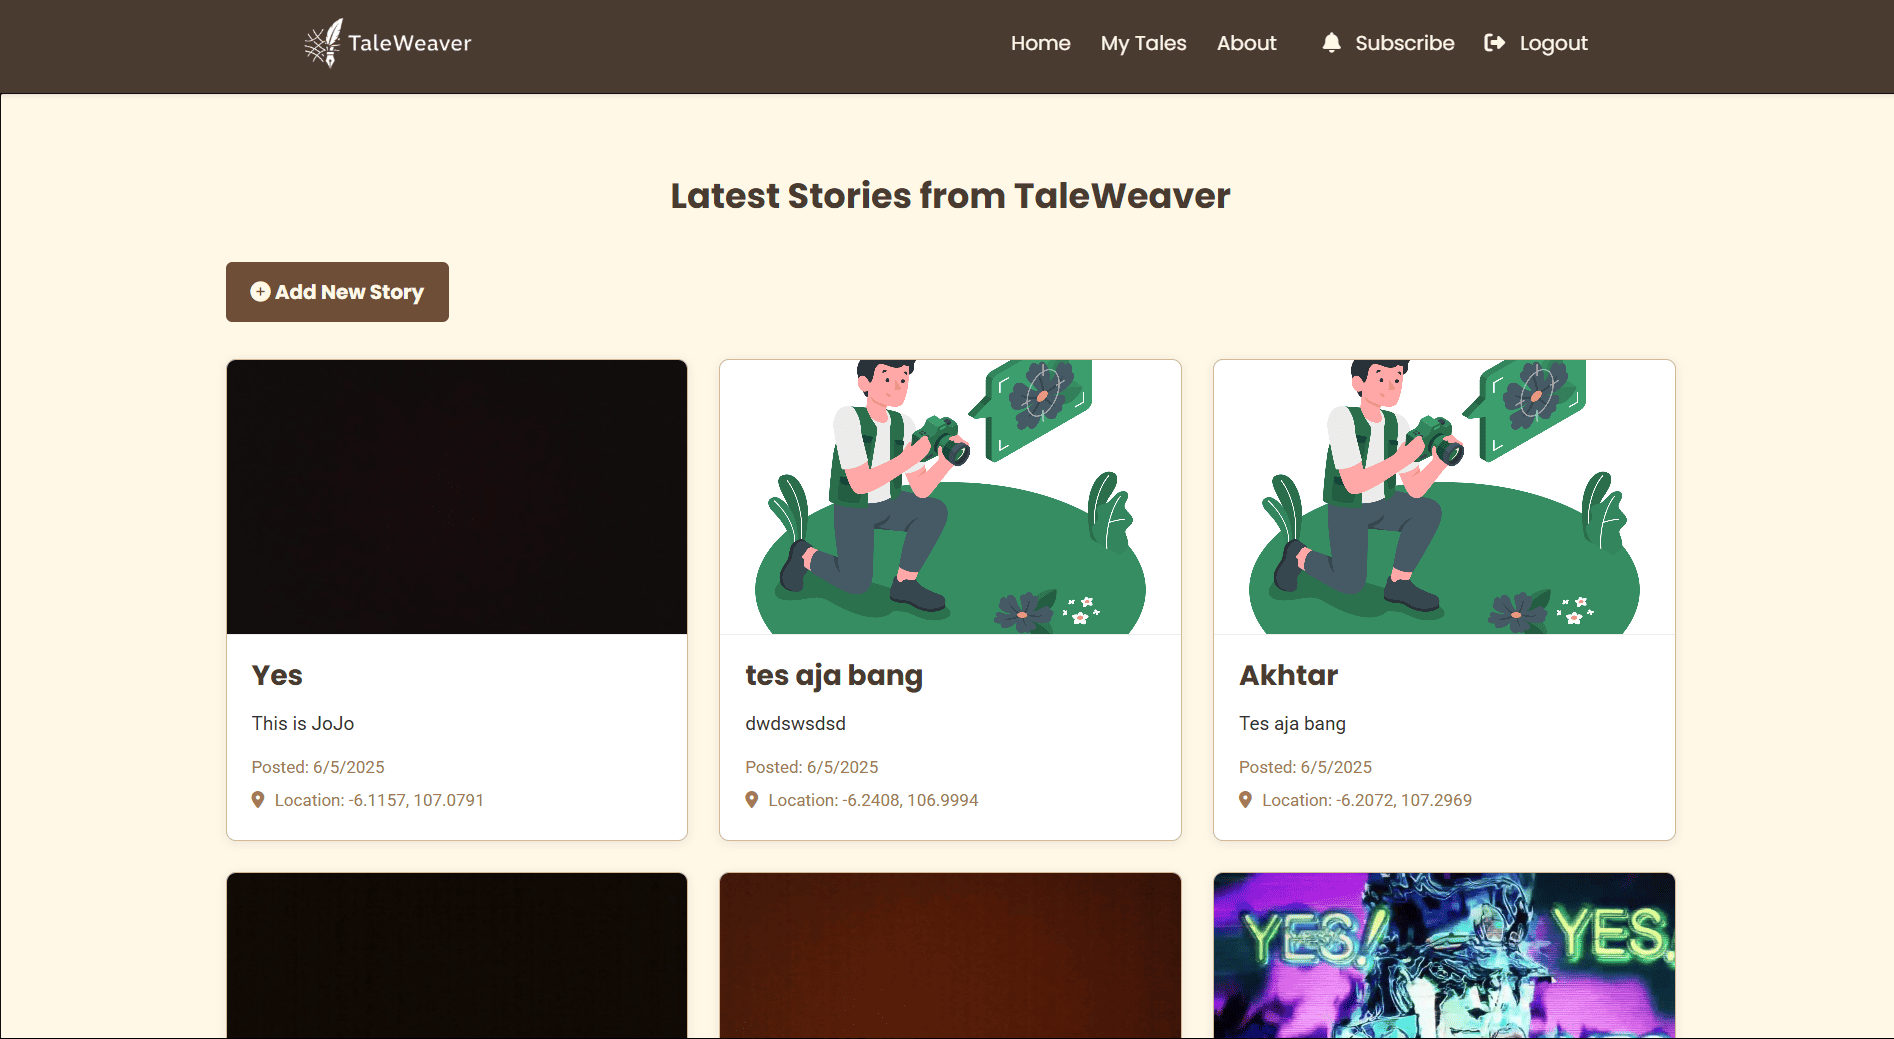 TaleWeaver
Home My Tales About Subscribe Logout
Latest Stories from TaleWeaver
Add New Story
Yes
This is JoJo
Posted: 6/5/2025
Location: -6.1157, 107.0791
tes aja bang
dwdswsdsd
Posted: 6/5/2025
Location: -6.2408, 106.9994
Akhtar
Tes aja bang
Posted: 6/5/2025
Location: -6.2072, 107.2969
YES! YES